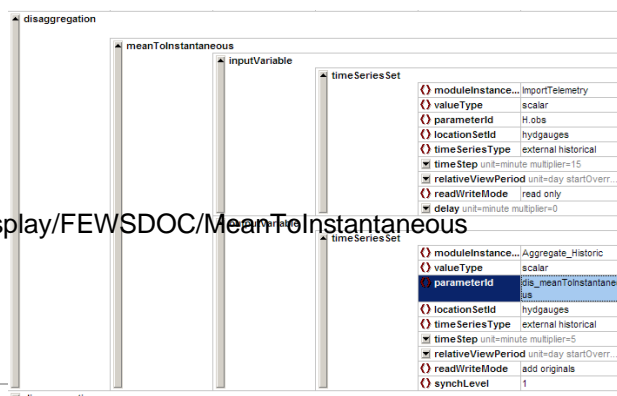 disaggregation
meanToInstantaneous
inputVariable
timeSeriesSet
moduleInstance... ImportTelemetry
valueType scalar
parameterId H.obs
locationSetId hydgauges
timeSeriesType external historical
timeStep unit=minute multiplier=15
relativeViewPeriod unit=day startOverr...
readWriteMode read only
delay unit=minute multiplier=0
splay/FEWSDOC/MeanToInstantaneous
timeSeriesSet
moduleInstance... Aggregate_Historic
valueType scalar
parameterId dis_meanToInstantaneo
us
locationSetId hydgauges
timeSeriesType external historical
timeStep unit=minute multiplier=5
relativeViewPeriod unit=day startOverr...
readWriteMode add originals
synchLevel 1